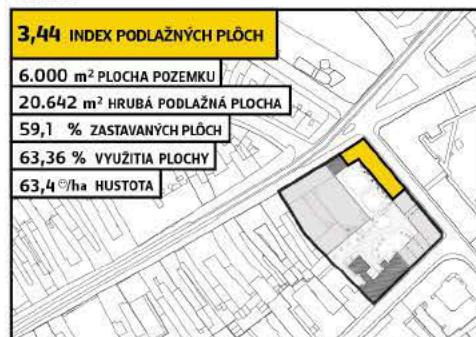 3,44 INDEX PODLAŽNÝCH PLÔCH
6.000 m² PLOCHA POZEMKU
20.642 m² HRUBÁ PODLAŽNÁ PLOCHA
59,1 % ZASTAVANÝCH PLÔCH
63,36 % VYUŽITIA PLOCHY
63,4 ☺/ha HUSTOTA